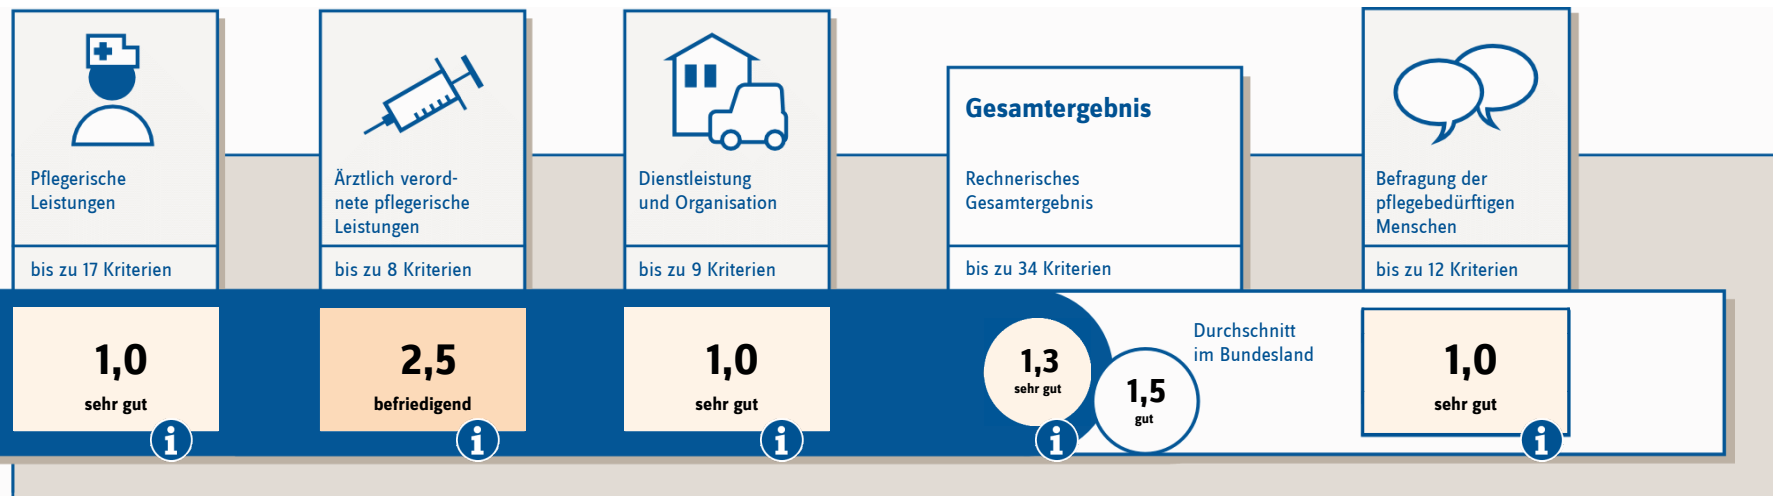 Pflegerische
Leistungen
bis zu 17 Kriterien
1,0
sehr gut
i
Ärztlich verord-
nete pflegerische
Leistungen
bis zu 8 Kriterien
2,5
befriedigend
i
Dienstleistung
und Organisation
bis zu 9 Kriterien
1,0
sehr gut
i
Gesamtergebnis
Rechnerisches
Gesamtergebnis
bis zu 34 Kriterien
1,3
sehr gut
i
1,5
gut
Durchschnitt
im Bundesland
Befragung der
pflegebedürftigen
Menschen
bis zu 12 Kriterien
1,0
sehr gut
i